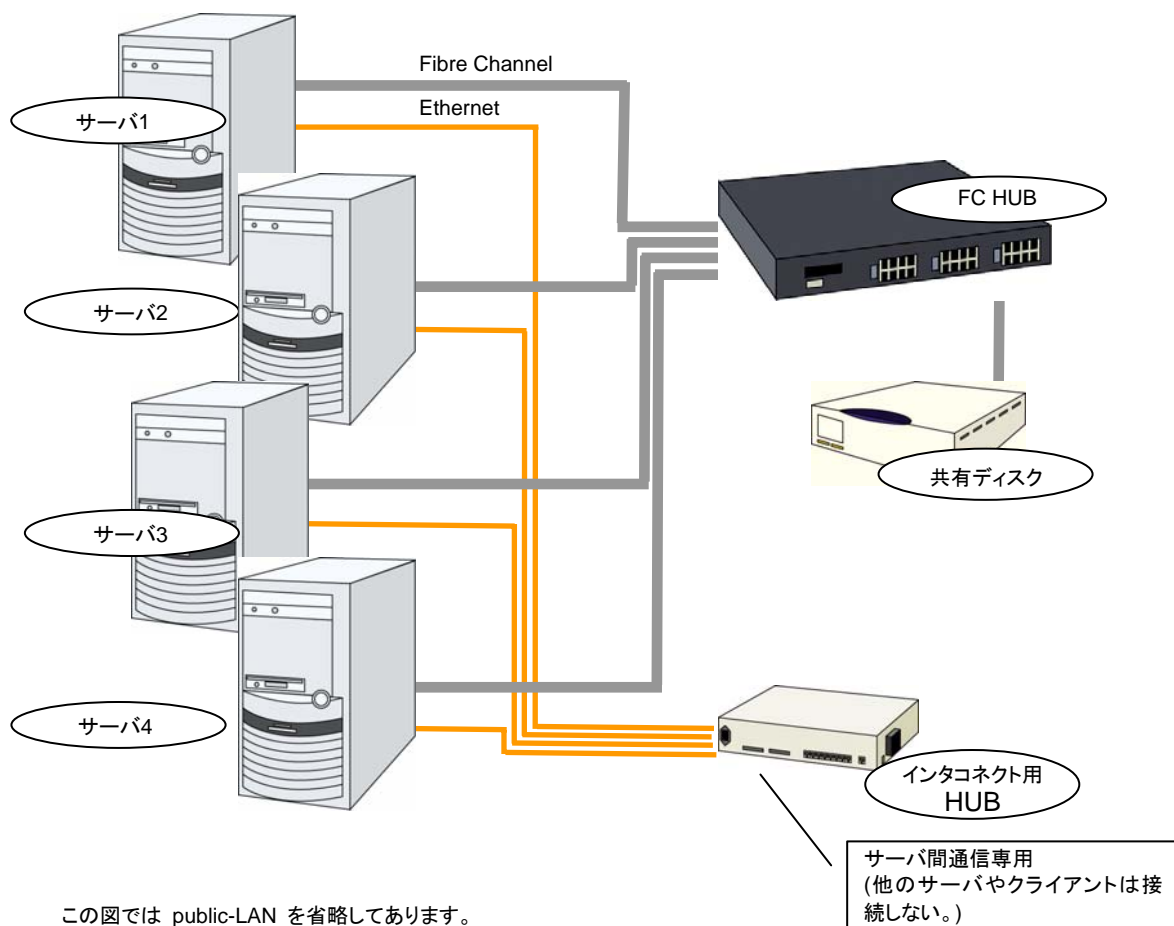 Fibre Channel
Ethernet
サーバ1
FC HUB
サーバ2
共有ディスク
サーバ3
サーバ4
インタコネクト用
HUB
サーバ間通信専用
(他のサーバやクライアントは接
続しない。)
この図では public-LAN を省略してあります。